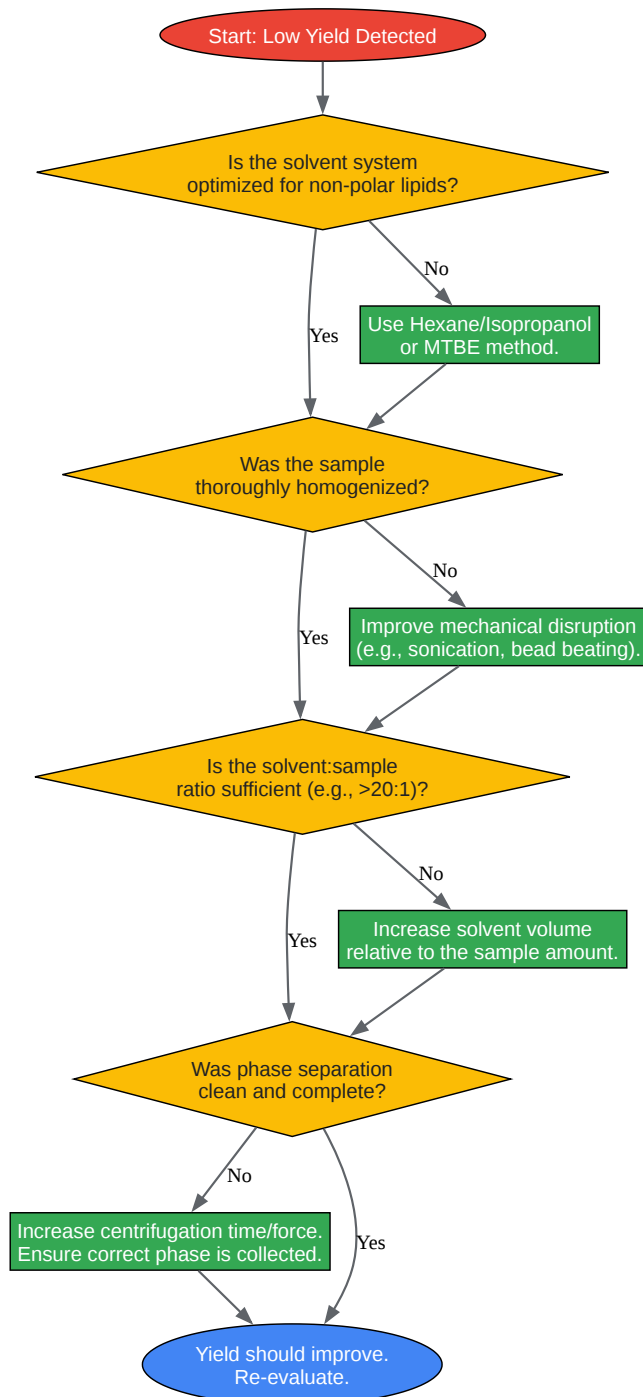 Start: Low Yield Detected
Is the solvent system
optimized for non-polar lipids?
No
Use Hexane/Isopropanol
or MTBE method.
Yes
Was the sample
thoroughly homogenized?
No
Improve mechanical disruption
(e.g., sonication, bead beating).
Yes
Is the solvent:sample
ratio sufficient (e.g., >20:1)?
No
Increase solvent volume
relative to the sample amount.
Yes
Was phase separation
clean and complete?
No
Increase centrifugation time/force.
Ensure correct phase is collected.
Yes
Yield should improve.
Re-evaluate.